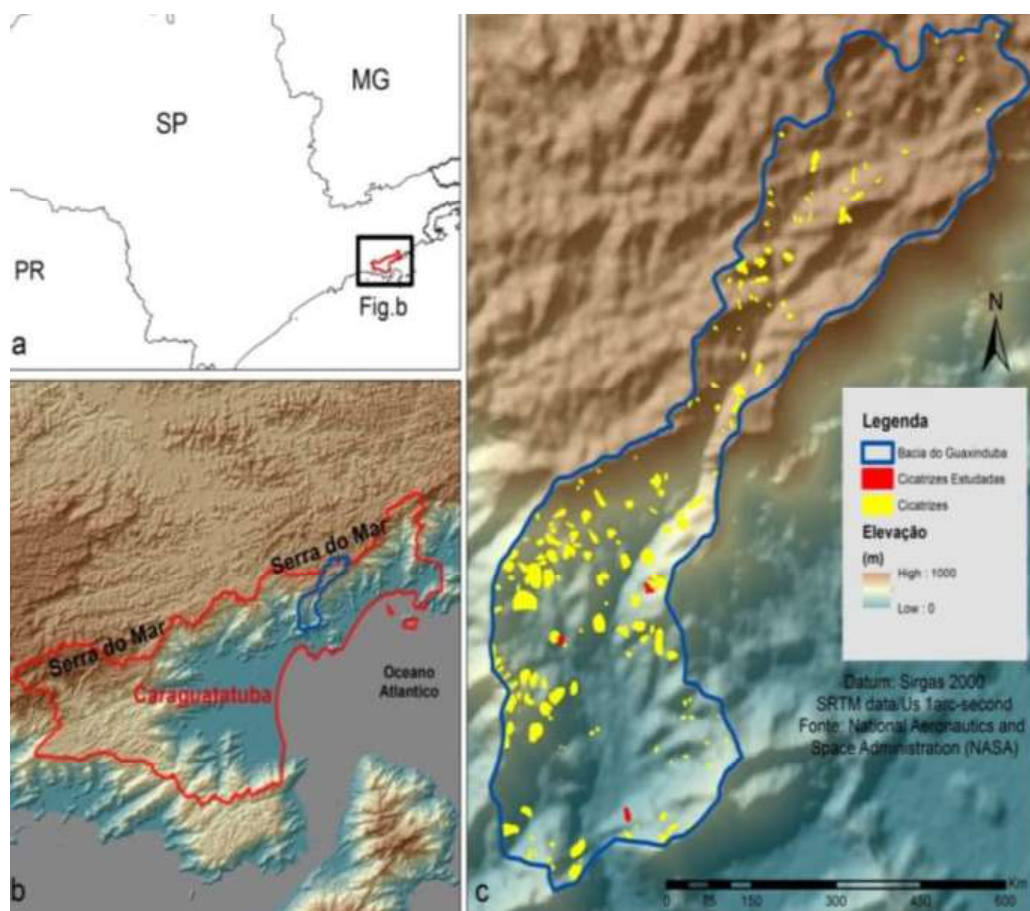 MG
SP
PR
Fig.b
a
Serra do Mar
Serra do Mar
Caraguatatuba
Oceano
Atlantico
b
N
Legenda
Bacia do Guaxinduba
Cicatrizes Estudadas
Cicatrizes
Elevação
(m)
High : 1000
Low : 0
Datum: Sirgas 2000
SRTM data/Us 1arc-second
Fonte: National Aeronautics and
Space Administration (NASA)
c
Km
0 75 150 300 450 600